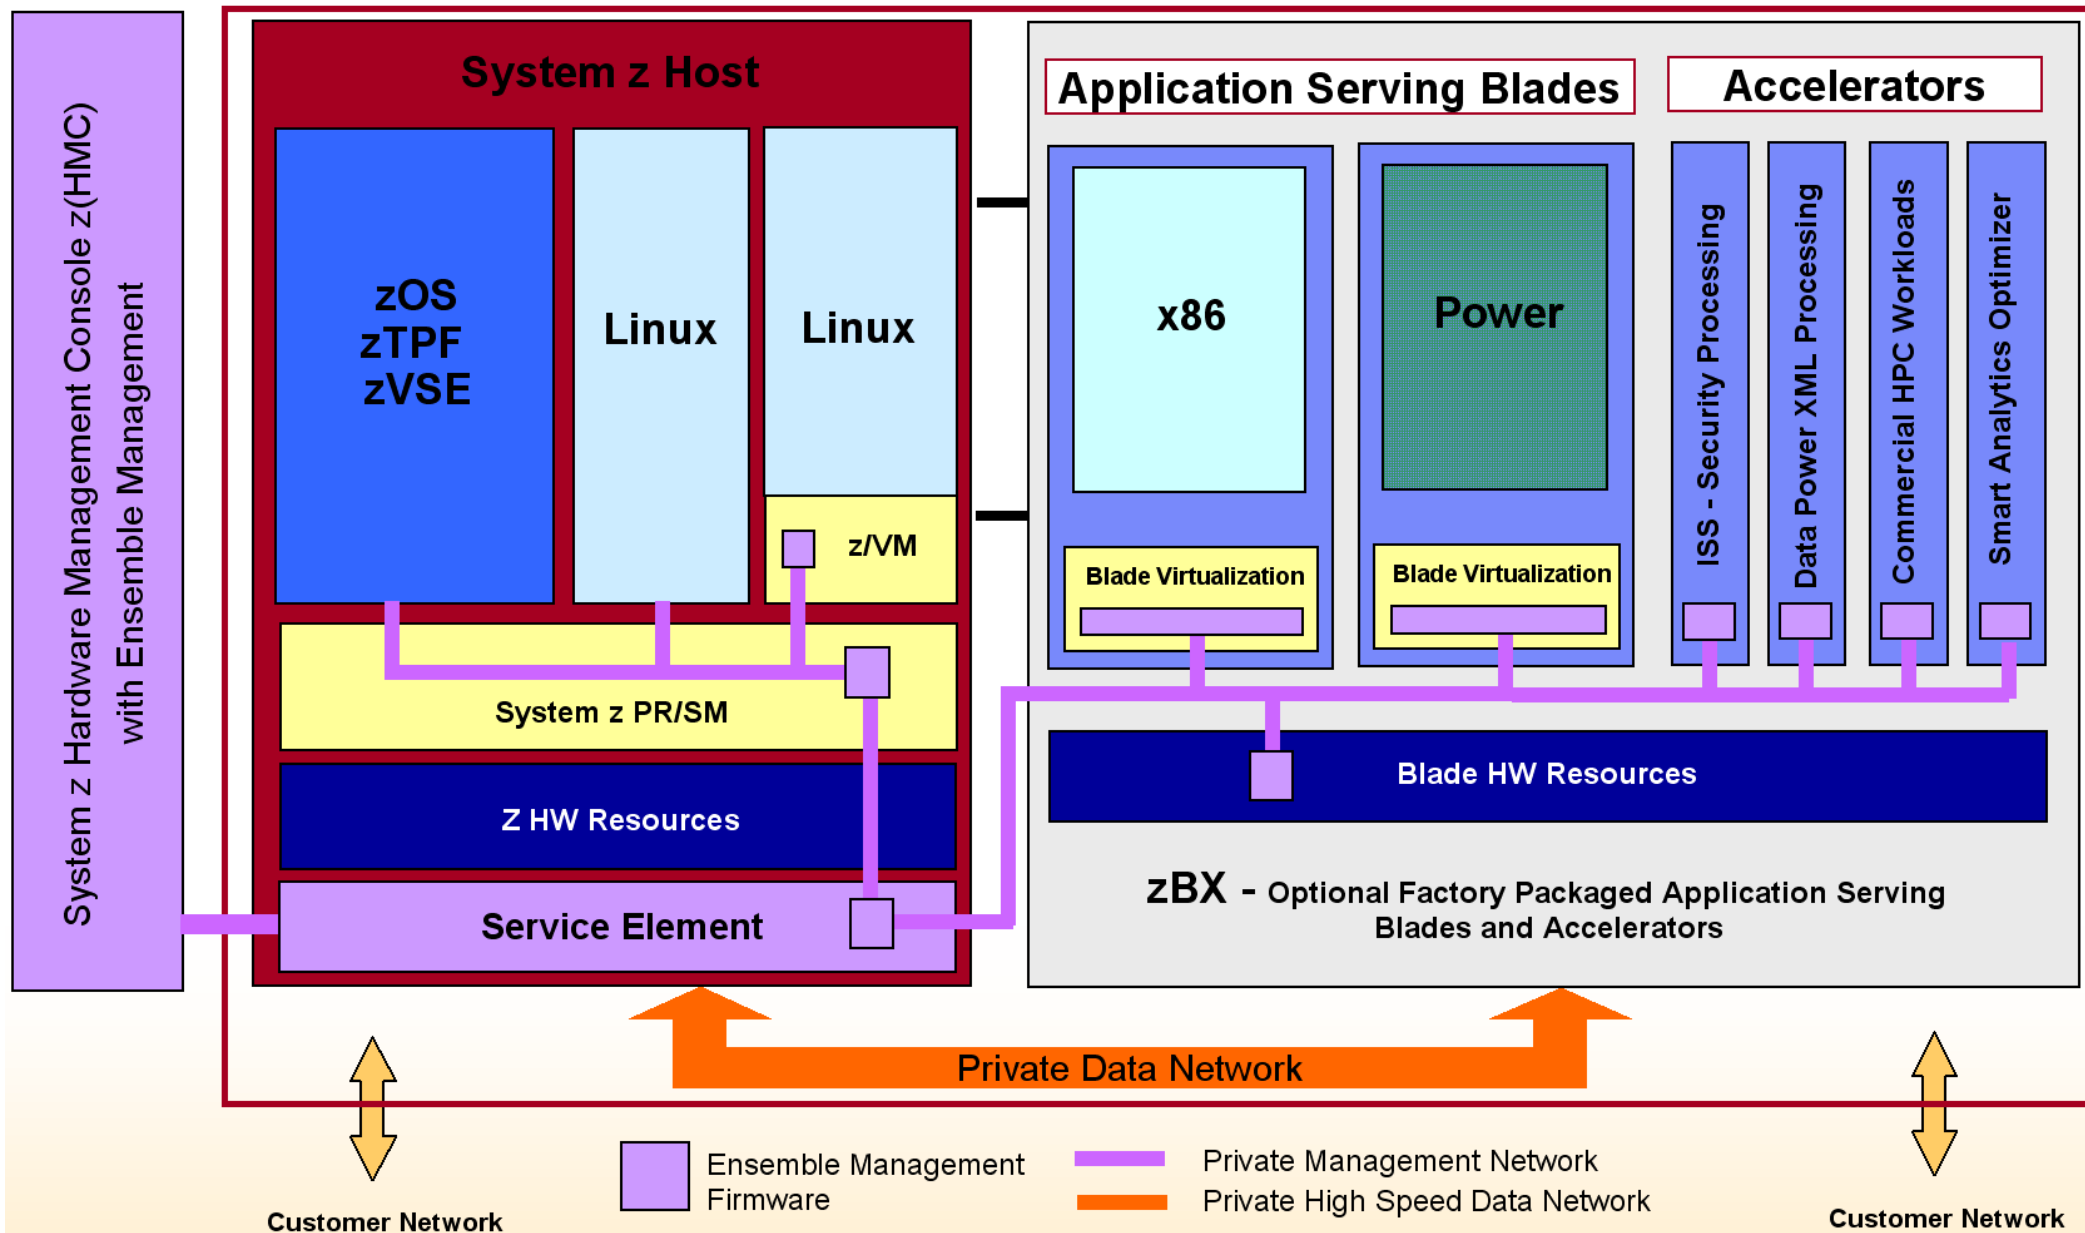 System z Hardware Management Console z(HMC)
with Ensemble Management
System z Host
zOS
zTPF
zVSE
Linux
Linux
z/VM
System z PR/SM
Z HW Resources
Service Element
Application Serving Blades
Accelerators
x86
Power
Blade Virtualization
Blade Virtualization
ISS - Security Processing
Data Power XML Processing
Commercial HPC Workloads
Smart Analytics Optimizer
Blade HW Resources
zBX - Optional Factory Packaged Application Serving
Blades and Accelerators
Private Data Network
Customer Network
Ensemble Management
Firmware
Private Management Network
Private High Speed Data Network
Customer Network